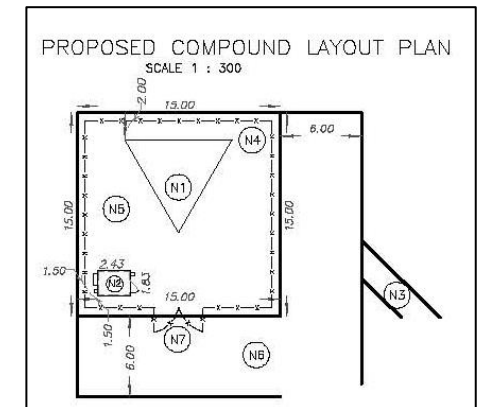 PROPOSED COMPOUND LAYOUT PLAN
SCALE 1 : 300
2.00
15.00
6.00
N4
N1
N5
15.00
15.00
1.50
2.43
N2
1.83
15.00
N3
1.50
6.00
N7
N6